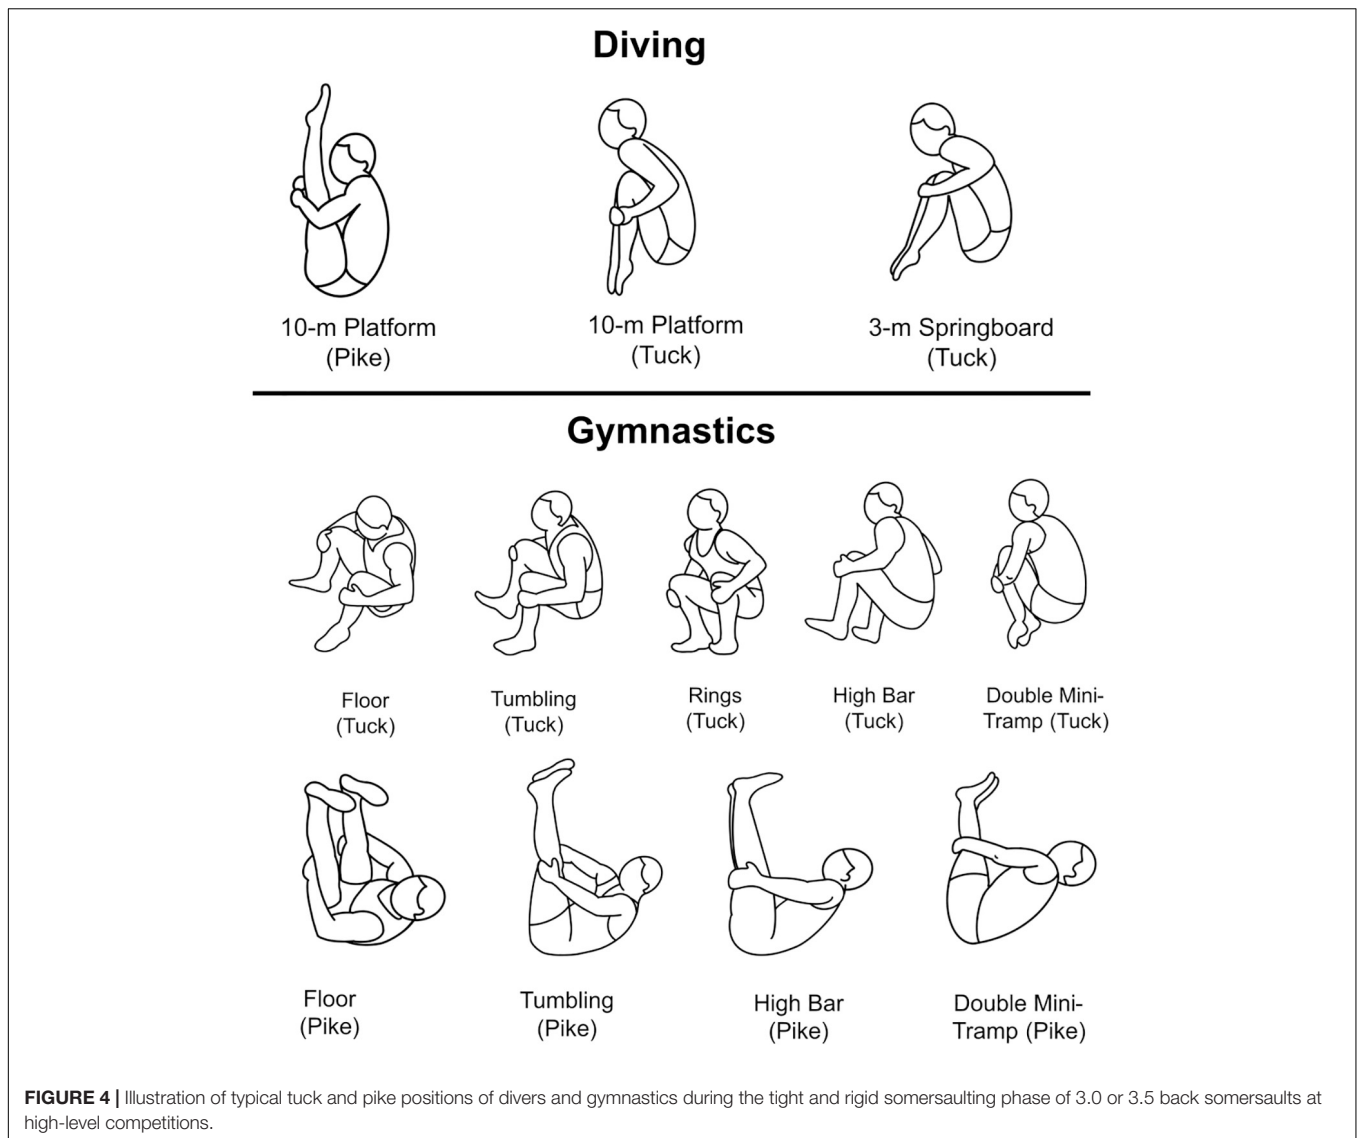 Diving
10-m Platform
(Pike)
10-m Platform
(Tuck)
3-m Springboard
(Tuck)
Gymnastics
Floor
(Tuck)
Tumbling
(Tuck)
Rings
(Tuck)
High Bar
(Tuck)
Double Mini-
Tramp (Tuck)
Floor
(Pike)
Tumbling
(Pike)
High Bar
(Pike)
Double Mini-
Tramp (Pike)
FIGURE 4 | Illustration of typical tuck and pike positions of divers and gymnastics during the tight and rigid somersaulting phase of 3.0 or 3.5 back somersaults at
high-level competitions.